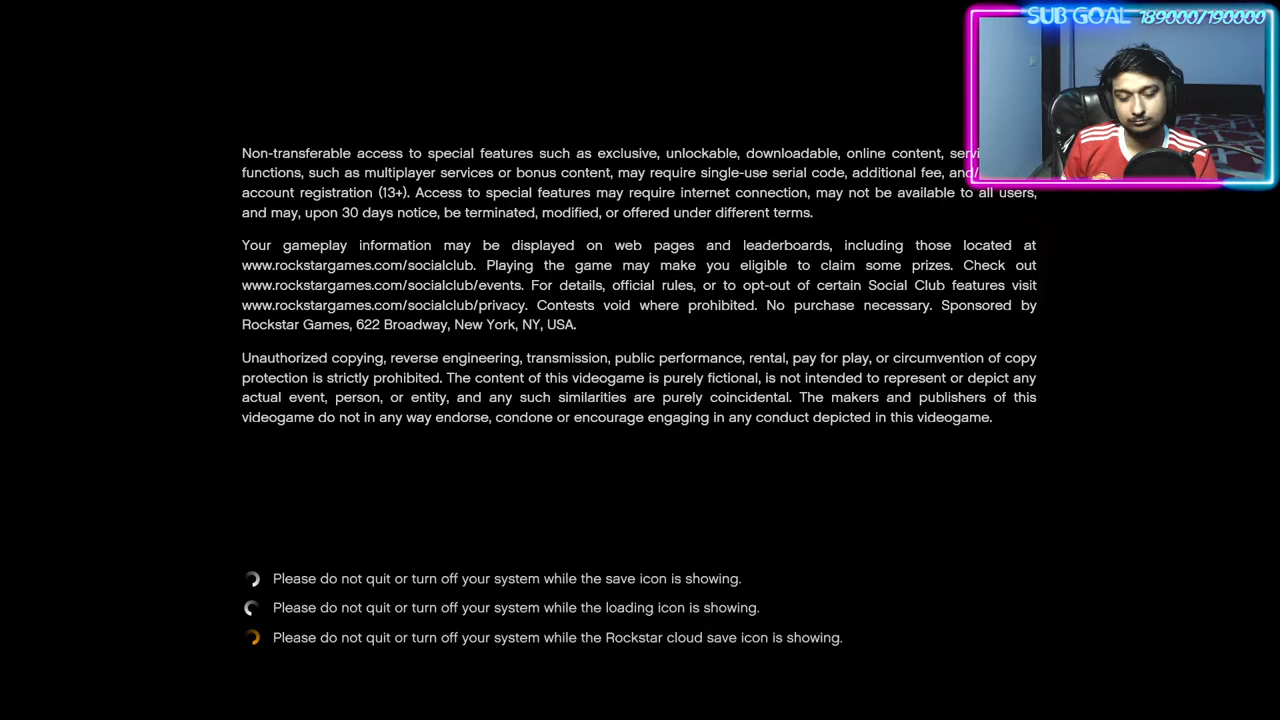 SUB GOAL 189000/190000
Non-transferable access to special features such as exclusive, unlockable, downloadable, online content,
functions, such as multiplayer services or bonus content, may require single-use serial code, additional fee,
account registration (13+). Access to special features may require internet connection, may not be available to all users,
and may, upon 30 days notice, be terminated, modified, or offered under different terms.
Your gameplay information may be displayed on web pages and leaderboards, including those located at
www.rockstargames.com/socialclub. Playing the game may make you eligible to claim some prizes. Check out
www.rockstargames.com/socialclub/events. For details, official rules, or to opt-out of certain Social Club features visit
www.rockstargames.com/socialclub/privacy. Contests void where prohibited. No purchase necessary. Sponsored by
Rockstar Games, 622 Broadway, New York, NY, USA.
Unauthorized copying, reverse engineering, transmission, public performance, rental, pay for play, or circumvention of copy
protection is strictly prohibited. The content of this videogame is purely fictional, is not intended to represent or depict any
actual event, person, or entity, and any such similarities are purely coincidental. The makers and publishers of this
videogame do not in any way endorse, condone or encourage engaging in any conduct depicted in this videogame.
Please do not quit or turn off your system while the save icon is showing.
Please do not quit or turn off your system while the loading icon is showing.
Please do not quit or turn off your system while the Rockstar cloud save icon is showing.